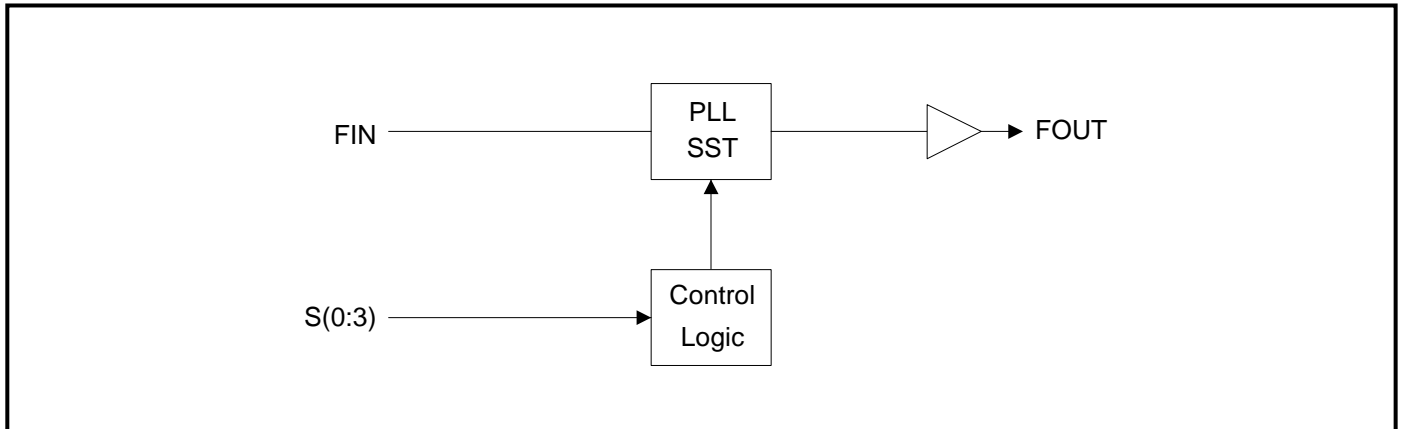 PLL
SST
FIN
FOUT
Control
Logic
S(0:3)